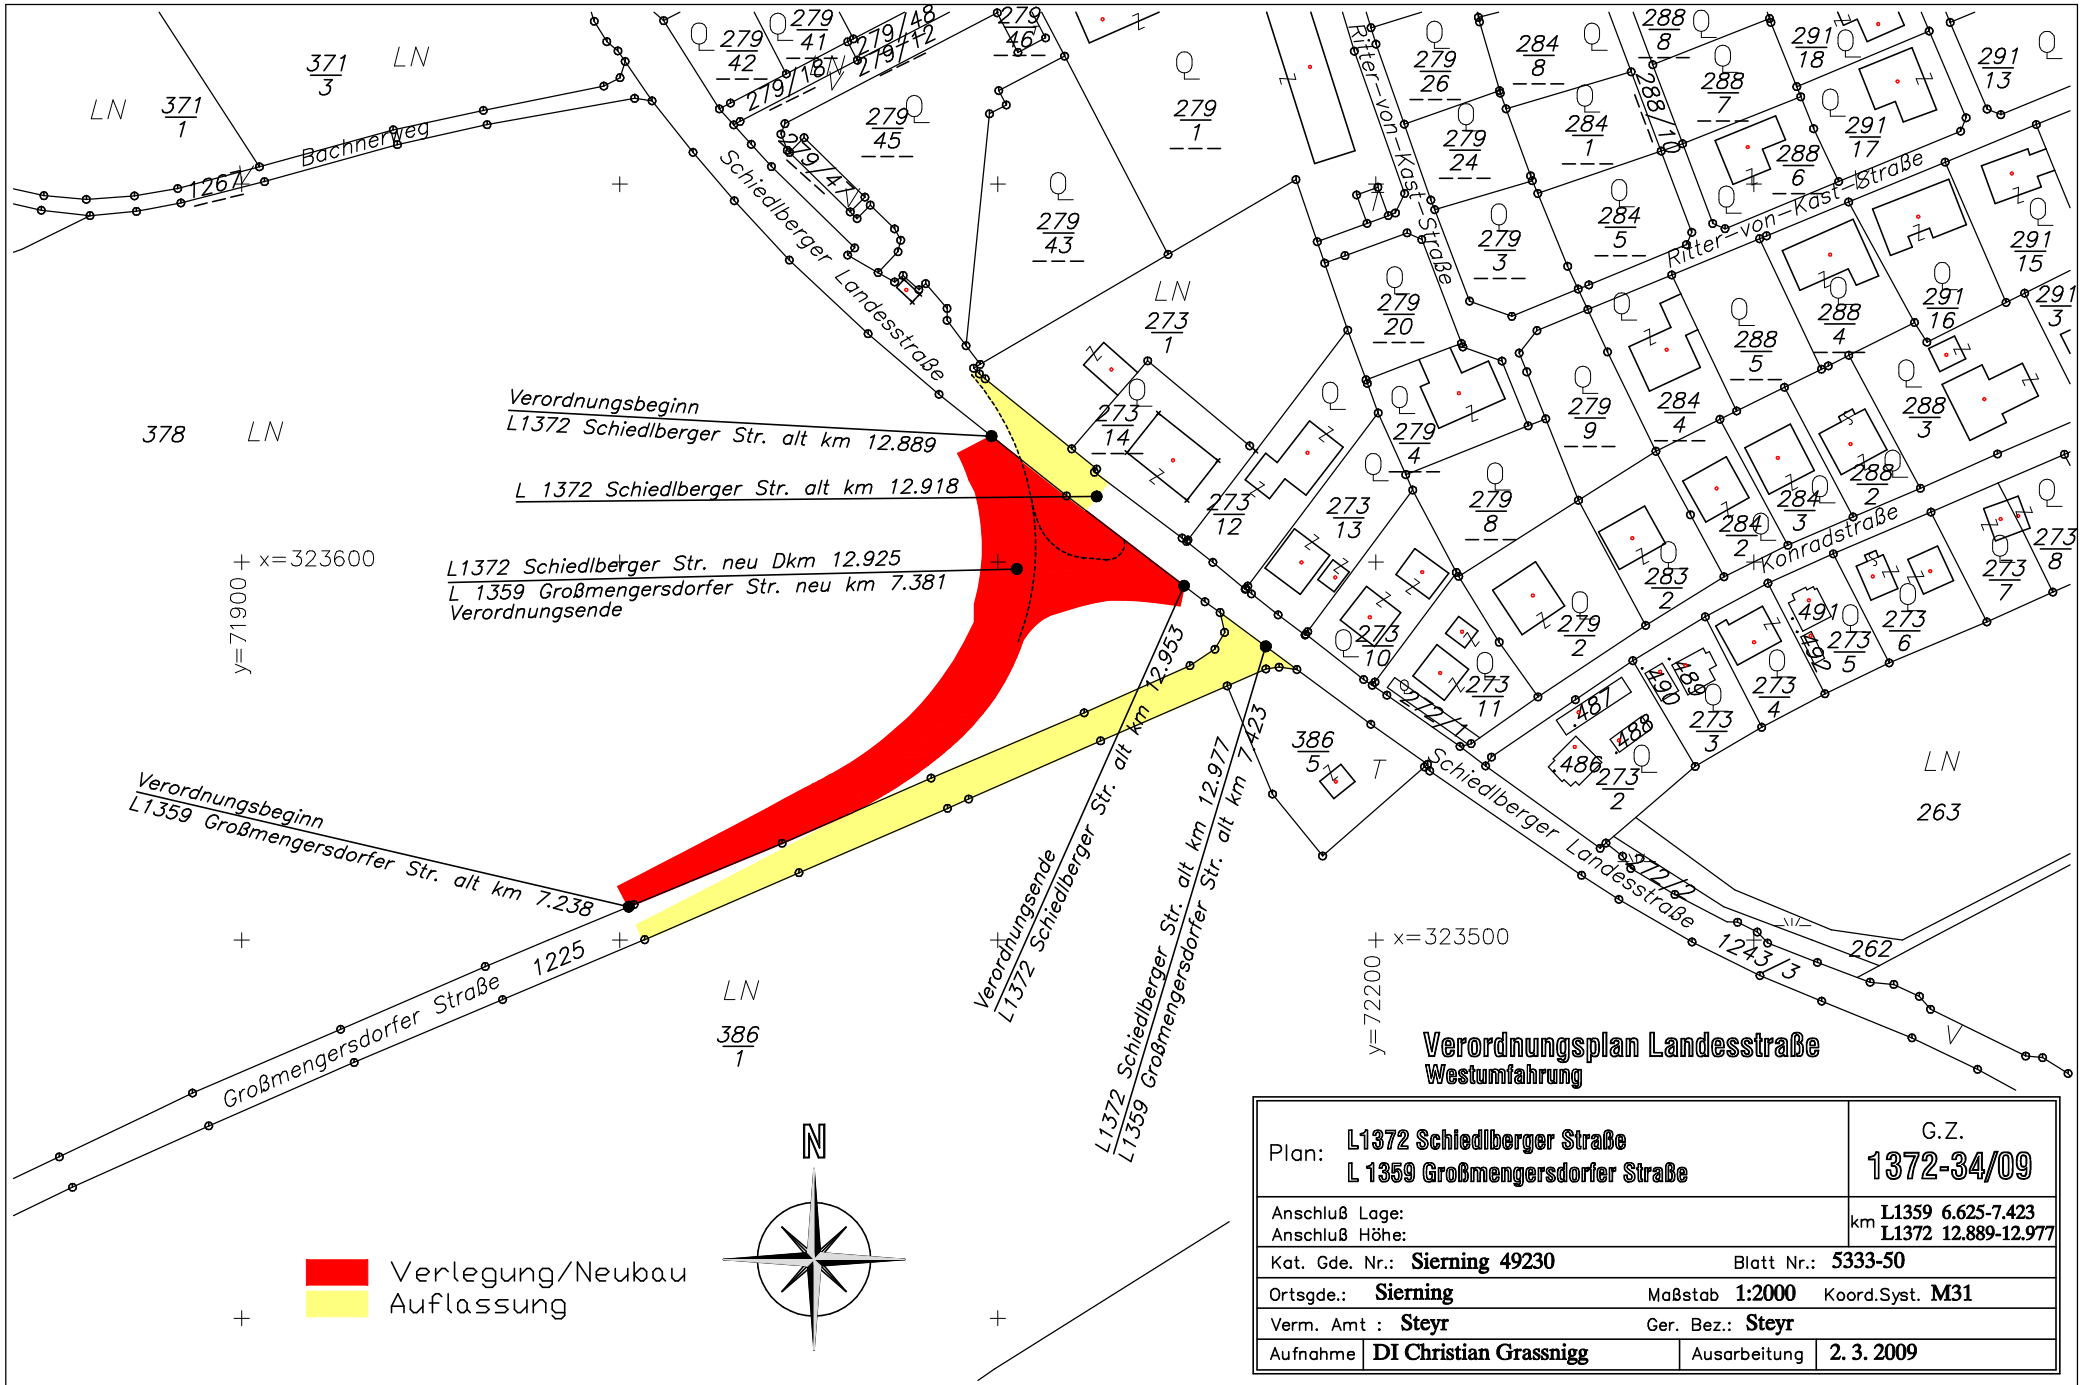 371
3
LN
LN
371
1
Bachnerweg
1267
279
42
279
41
279/48
279/12
279/18
279
46
279
45
279
1
279/47
279
43
Schiedlberger Landesstraße
LN
273
1
Ritter-von-Kast-Straße
279
26
284
8
288
8
288
7
288/10
291
18
291
13
279
24
284
1
288
6
291
17
279
3
284
5
Ritter-von-Kast-Straße
291
15
279
20
288
5
288
4
291
16
291
3
279
4
279
9
284
4
288
3
378
LN
Verordnungsbeginn
L1372 Schiedlberger Str. alt km 12.889
L 1372 Schiedlberger Str. alt km 12.918
L1372 Schiedlberger Str. neu Dkm 12.925
L 1359 Großmengersdorfer Str. neu km 7.381
Verordnungsende
x=323600
y=71900
273
14
273
12
273
13
279
8
284
2
284
3
288
2
Konradstraße
283
2
279
2
273
10
273
11
272/1
.491
.492
273
5
273
6
273
7
273
8
.490
.489
273
4
273
3
.487
.488
.486
273
2
386
5
T
LN
263
Verordnungsbeginn
L1359 Großmengersdorfer Str. alt km 7.238
Verordnungsende
L1372 Schiedlberger Str. alt km 12.953
L1372 Schiedlberger Str. alt km 12.977
L1359 Großmengersdorfer Str. alt km 7.423
Schiedlberger Landesstraße
272/2
1243/3
262
V
Großmengersdorfer Straße
1225
LN
386
1
x=323500
y=72200
N
Verlegung/Neubau
Auflassung
Verordnungsplan Landesstraße
Westumfahrung
Plan: L1372 Schiedlberger Straße
L 1359 Großmengersdorfer Straße
G.Z.
1372-34/09
Anschluß Lage:
Anschluß Höhe:
km L1359 6.625-7.423
L1372 12.889-12.977
Kat. Gde. Nr.: Sierning 49230 Blatt Nr.: 5333-50
Ortsgde.: Sierning Maßstab 1:2000 Koord.Syst. M31
Verm. Amt : Steyr Ger. Bez.: Steyr
Aufnahme DI Christian Grassnigg Ausarbeitung 2. 3. 2009